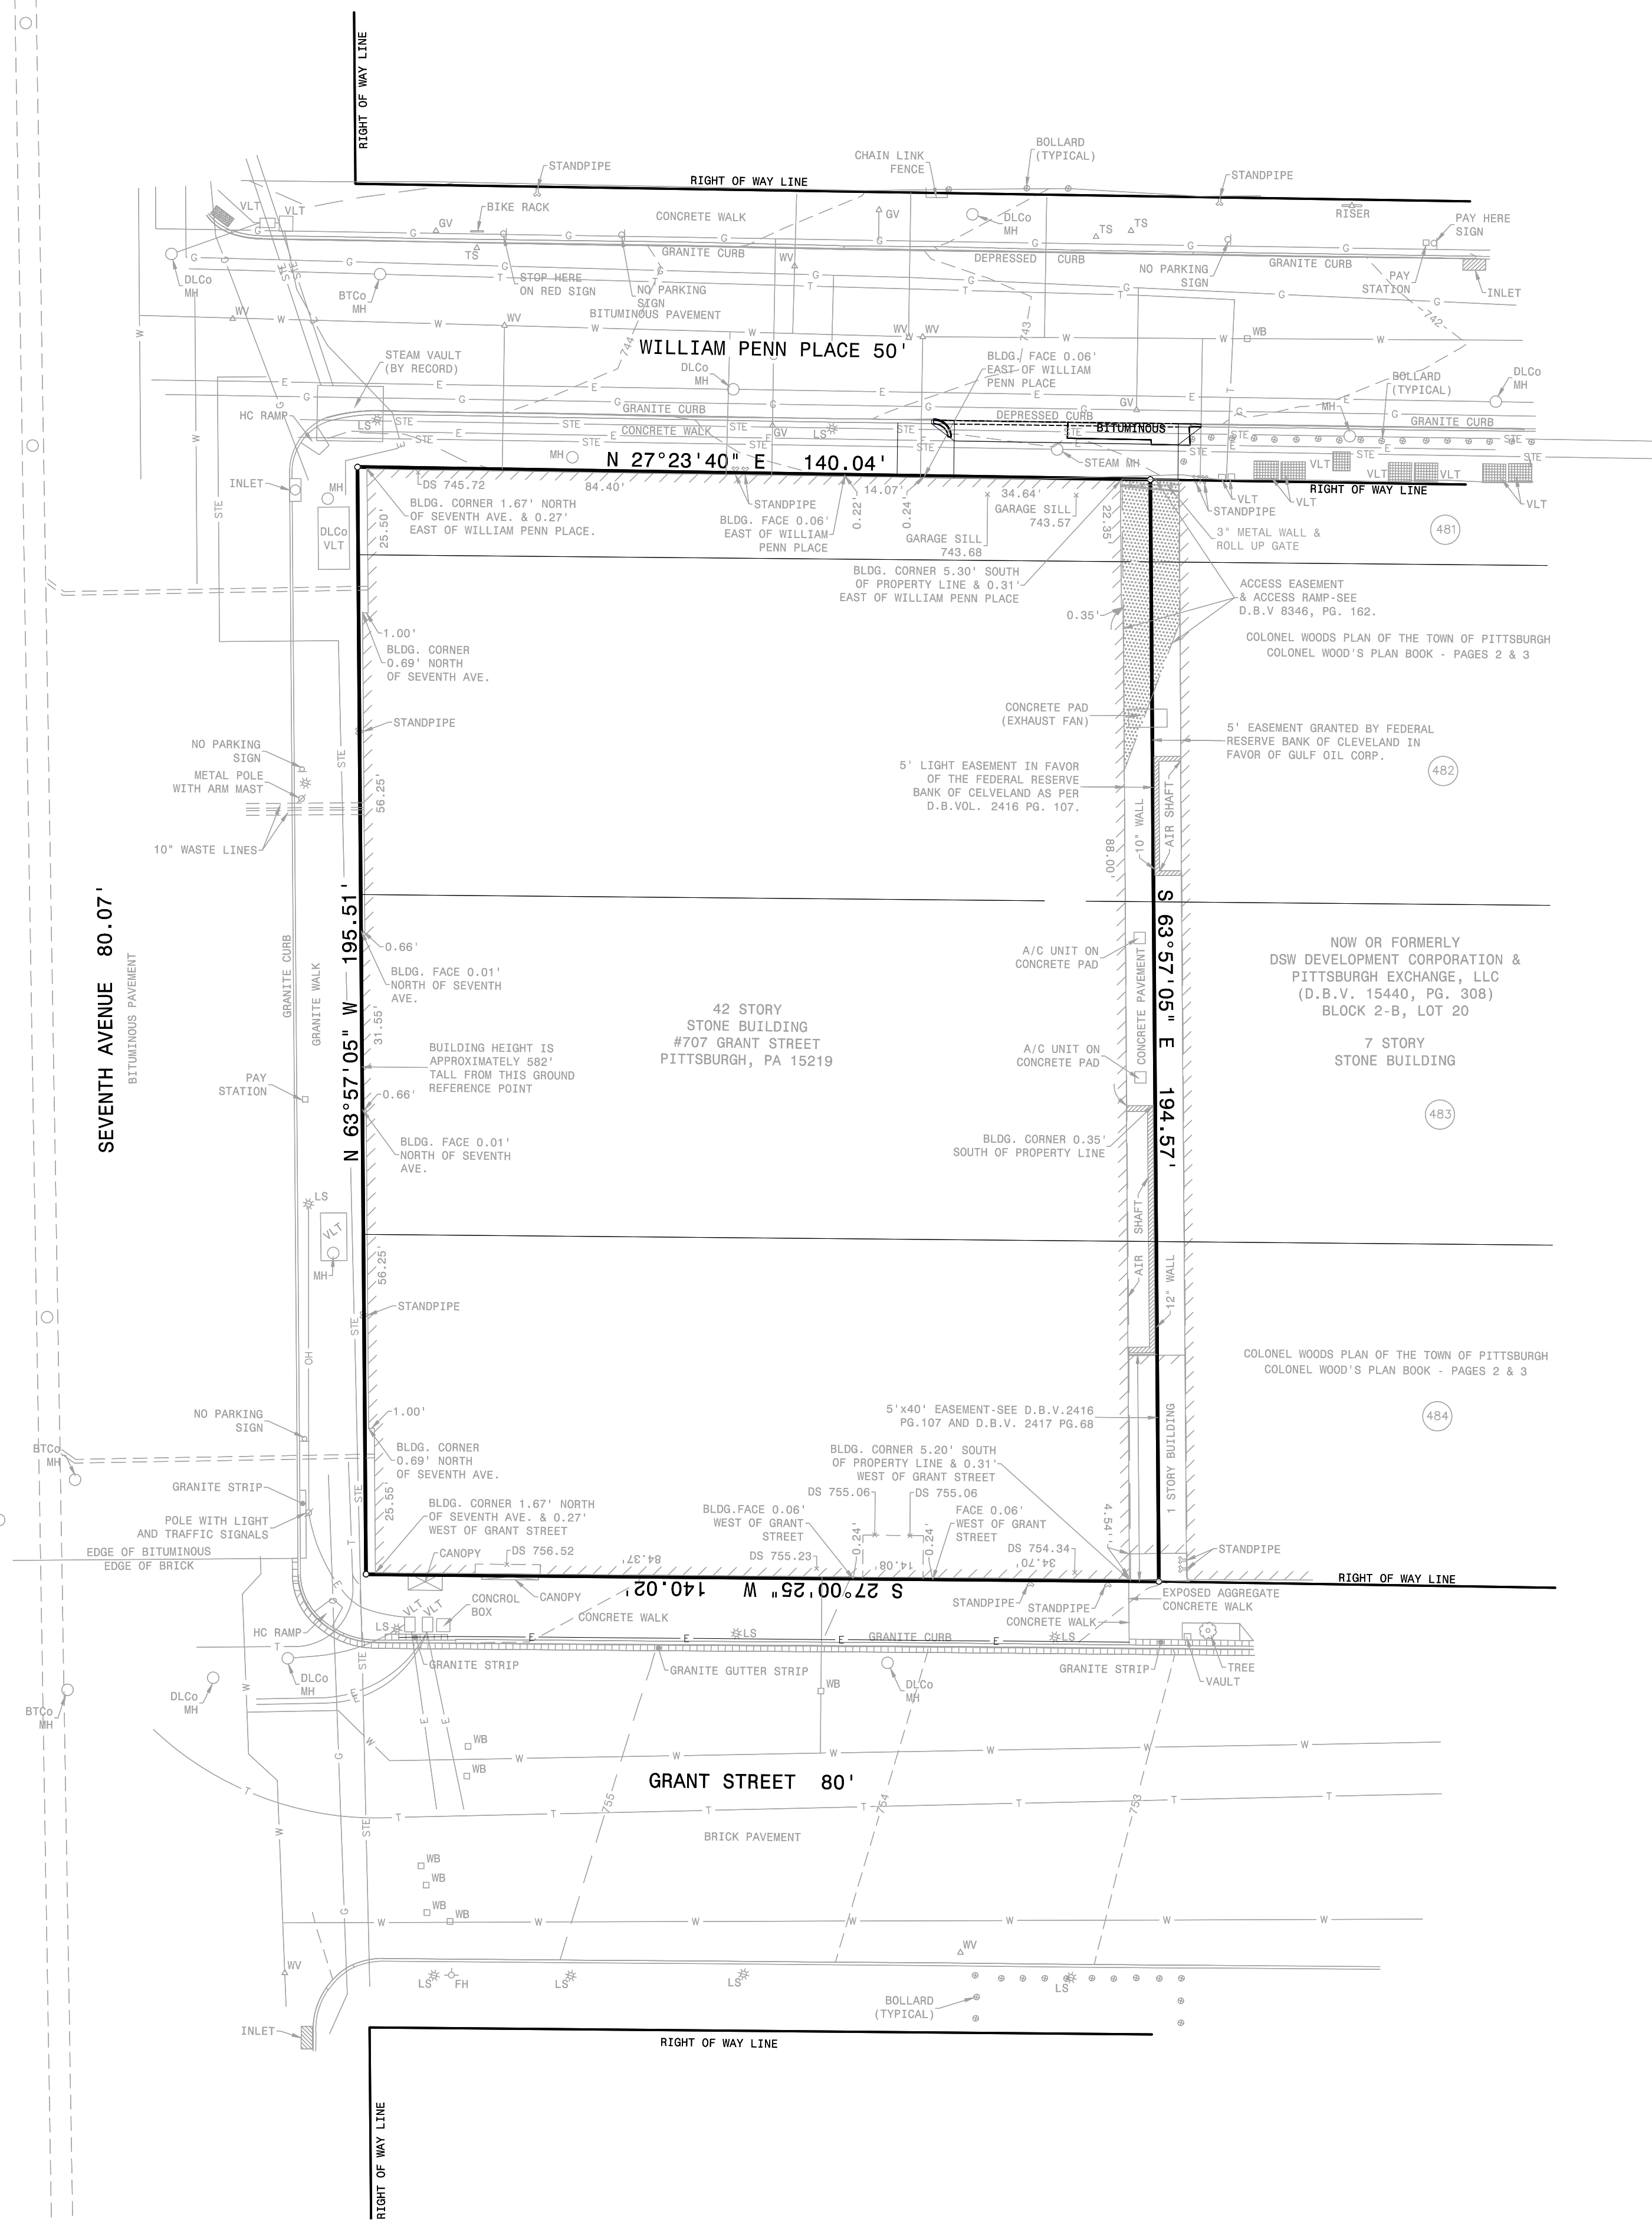 RIGHT OF WAY LINE
STANDPIPE
CHAIN LINK
FENCE
BOLLARD
(TYPICAL)
RIGHT OF WAY LINE
STANDPIPE
VLT
VLT
BIKE RACK
CONCRETE WALK
GV
GV
DLCo
MH
TS
TS
RISER
PAY HERE
SIGN
G G G G G G G G G
TS
GRANITE CURB
WV
DEPRESSED CURB
NO PARKING
SIGN
GRANITE CURB
DLCo
MH
BTCo
MH
STOP HERE
ON RED SIGN
NO PARKING
SIGN
PAY
STATION
INLET
BITUMINOUS PAVEMENT
WV
WV
WV
WV
WB
744
743
742
WILLIAM PENN PLACE 50'
STEAM VAULT
(BY RECORD)
DLCo
MH
BLDG. FACE 0.06'
EAST OF WILLIAM
PENN PLACE
BOLLARD
(TYPICAL)
DLCo
MH
HC RAMP
LS
GRANITE CURB
CONCRETE WALK
GV
LS
DEPRESSED CURB
BITUMINOUS
GV
MH
GRANITE CURB
STE STE STE STE STE
MH
N 27°23'40" E 140.04'
STEAM MH
VLT
VLT
VLT
RIGHT OF WAY LINE
INLET
MH
DLCo
VLT
DS 745.72
84.40'
STANDPIPE
14.07'
34.64'
GARAGE SILL
743.57
VLT
VLT
STANDPIPE
VLT
BLDG. CORNER 1.67' NORTH
OF SEVENTH AVE. & 0.27'
EAST OF WILLIAM PENN PLACE.
25.50'
BLDG. FACE 0.06'
EAST OF WILLIAM
PENN PLACE
0.22'
0.24'
GARAGE SILL
743.68
22.35'
3" METAL WALL &
ROLL UP GATE
481
BLDG. CORNER 5.30' SOUTH
OF PROPERTY LINE & 0.31'
EAST OF WILLIAM PENN PLACE
0.35'
ACCESS EASEMENT
& ACCESS RAMP-SEE
D.B.V 8346, PG. 162.
1.00'
BLDG. CORNER
0.69' NORTH
OF SEVENTH AVE.
COLONEL WOODS PLAN OF THE TOWN OF PITTSBURGH
COLONEL WOOD'S PLAN BOOK - PAGES 2 & 3
STANDPIPE
CONCRETE PAD
(EXHAUST FAN)
5' EASEMENT GRANTED BY FEDERAL
RESERVE BANK OF CLEVELAND IN
FAVOR OF GULF OIL CORP.
NO PARKING
SIGN
METAL POLE
WITH ARM MAST
STE
56.25'
5' LIGHT EASEMENT IN FAVOR
OF THE FEDERAL RESERVE
BANK OF CELVELAND AS PER
D.B.VOL. 2416 PG. 107.
482
10" WALL
AIR SHAFT
10" WASTE LINES
88.00'
SEVENTH AVENUE 80.07'
BITUMINOUS PAVEMENT
GRANITE CURB
GRANITE WALK
N 63°57'05" W 195.51'
0.66'
BLDG. FACE 0.01'
NORTH OF SEVENTH
AVE.
31.55'
42 STORY
STONE BUILDING
#707 GRANT STREET
PITTSBURGH, PA 15219
A/C UNIT ON
CONCRETE PAD
CONCRETE PAVEMENT
S 63°57'05" E 194.57'
NOW OR FORMERLY
DSW DEVELOPMENT CORPORATION &
PITTSBURGH EXCHANGE, LLC
(D.B.V. 15440, PG. 308)
BLOCK 2-B, LOT 20
7 STORY
STONE BUILDING
BUILDING HEIGHT IS
APPROXIMATELY 582'
TALL FROM THIS GROUND
REFERENCE POINT
A/C UNIT ON
CONCRETE PAD
PAY
STATION
0.66'
483
BLDG. FACE 0.01'
NORTH OF SEVENTH
AVE.
BLDG. CORNER 0.35'
SOUTH OF PROPERTY LINE
LS
VLT
MH
AIR SHAFT
12" WALL
56.25'
STANDPIPE
STE
OH
COLONEL WOODS PLAN OF THE TOWN OF PITTSBURGH
COLONEL WOOD'S PLAN BOOK - PAGES 2 & 3
NO PARKING
SIGN
1.00'
5'x40' EASEMENT-SEE D.B.V.2416
PG.107 AND D.B.V. 2417 PG.68
484
BTCo
MH
BLDG. CORNER
0.69' NORTH
OF SEVENTH AVE.
BLDG. CORNER 5.20' SOUTH
OF PROPERTY LINE & 0.31'
WEST OF GRANT STREET
1 STORY BUILDING
GRANITE STRIP
STE
25.55'
DS 755.06
DS 755.06
POLE WITH LIGHT
AND TRAFFIC SIGNALS
BLDG. CORNER 1.67' NORTH
OF SEVENTH AVE. & 0.27'
WEST OF GRANT STREET
BLDG.FACE 0.06'
WEST OF GRANT
STREET
FACE 0.06'
WEST OF GRANT
STREET
4.54'
EDGE OF BITUMINOUS
EDGE OF BRICK
CANOPY
DS 756.52
84.37'
DS 755.23
0.24'
14.08'
0.24'
34.70'
DS 754.34
STANDPIPE
S 27°00'25" W 140.02'
RIGHT OF WAY LINE
VLT
VLT
CONCROL
BOX
CANOPY
CONCRETE WALK
STANDPIPE
STANDPIPE
CONCRETE WALK
EXPOSED AGGREGATE
CONCRETE WALK
HC RAMP
LS
LS
GRANITE CURB
LS
E E E E
GRANITE STRIP
GRANITE GUTTER STRIP
GRANITE STRIP
TREE
VAULT
DLCo
MH
DLCo
MH
WB
DLCo
MH
BTCo
MH
WB
WB
W W W W W W
GRANT STREET 80'
755
754
753
T T T T T T T
BRICK PAVEMENT
WB
WB
WB
WB
W W W W W W W
WV
WV
LS
FH
LS
LS
LS
BOLLARD
(TYPICAL)
INLET
RIGHT OF WAY LINE
RIGHT OF WAY LINE